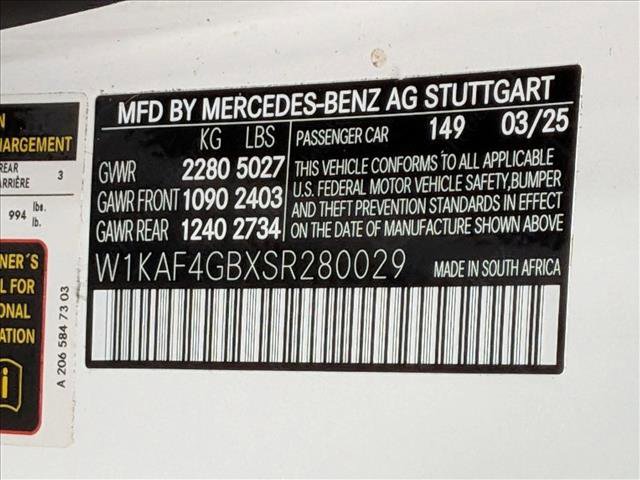 MFD BY MERCEDES-BENZ AG STUTTGART
KG LBS
GVWR 2280 5027
GAWR FRONT 1090 2403
GAWR REAR 1240 2734
PASSENGER CAR 149 03/25
THIS VEHICLE CONFORMS TO ALL APPLICABLE
U.S. FEDERAL MOTOR VEHICLE SAFETY, BUMPER
AND THEFT PREVENTION STANDARDS IN EFFECT
ON THE DATE OF MANUFACTURE SHOWN ABOVE
W1KAF4GBXSR280029
MADE IN SOUTH AFRICA
N
HARGEMENT
REAR
ARRIÈRE 3
994 lbs.
lb.
NER´S
FOR
ONAL
ATION
i
A 206 584 73 03